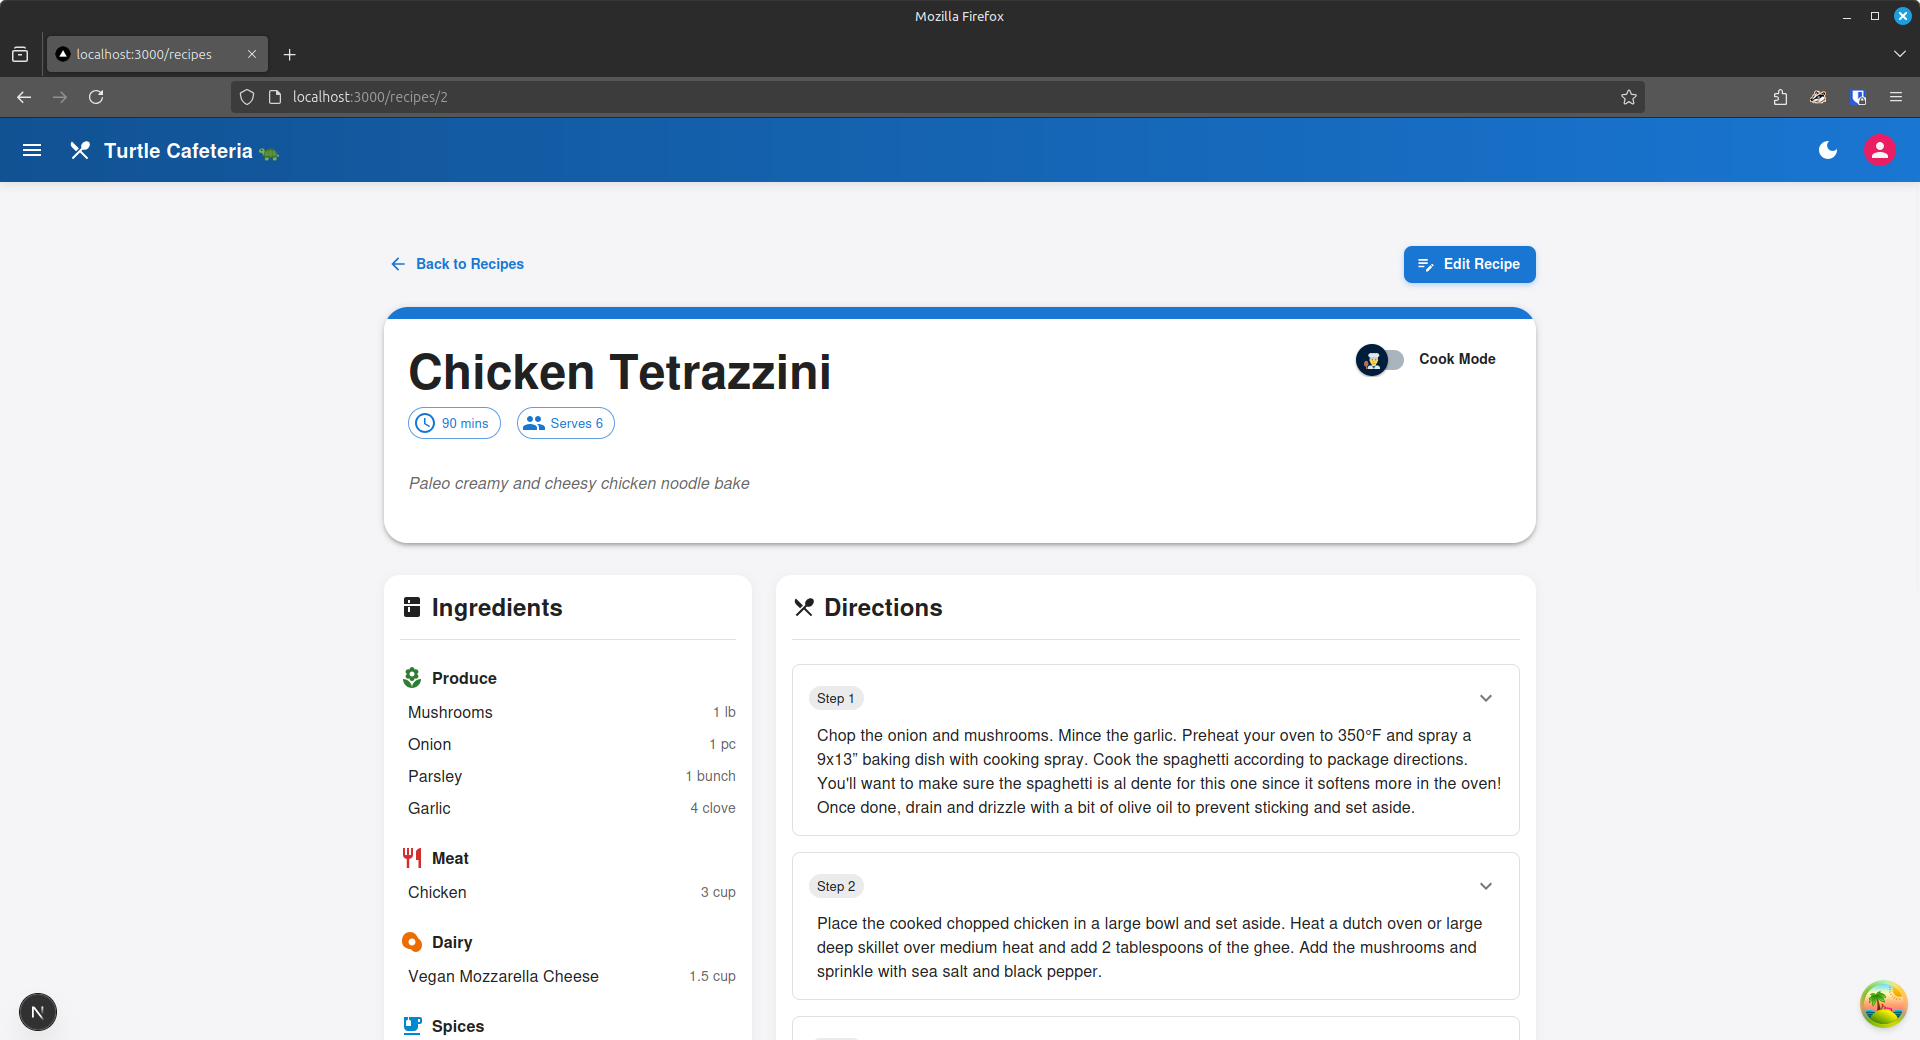 Mozilla Firefox
localhost:3000/recipes
localhost:3000/recipes/2
Turtle Cafeteria
Back to Recipes
Edit Recipe
Chicken Tetrazzini
Cook Mode
90 mins
Serves 6
Paleo creamy and cheesy chicken noodle bake
Ingredients
Produce
Mushrooms 1 lb
Onion 1 pc
Parsley 1 bunch
Garlic 4 clove
Meat
Chicken 3 cup
Dairy
Vegan Mozzarella Cheese 1.5 cup
Spices
Directions
Step 1
Chop the onion and mushrooms. Mince the garlic. Preheat your oven to 350°F and spray a
9x13” baking dish with cooking spray. Cook the spaghetti according to package directions.
You'll want to make sure the spaghetti is al dente for this one since it softens more in the oven!
Once done, drain and drizzle with a bit of olive oil to prevent sticking and set aside.
Step 2
Place the cooked chopped chicken in a large bowl and set aside. Heat a dutch oven or large
deep skillet over medium heat and add 2 tablespoons of the ghee. Add the mushrooms and
sprinkle with sea salt and black pepper.
N